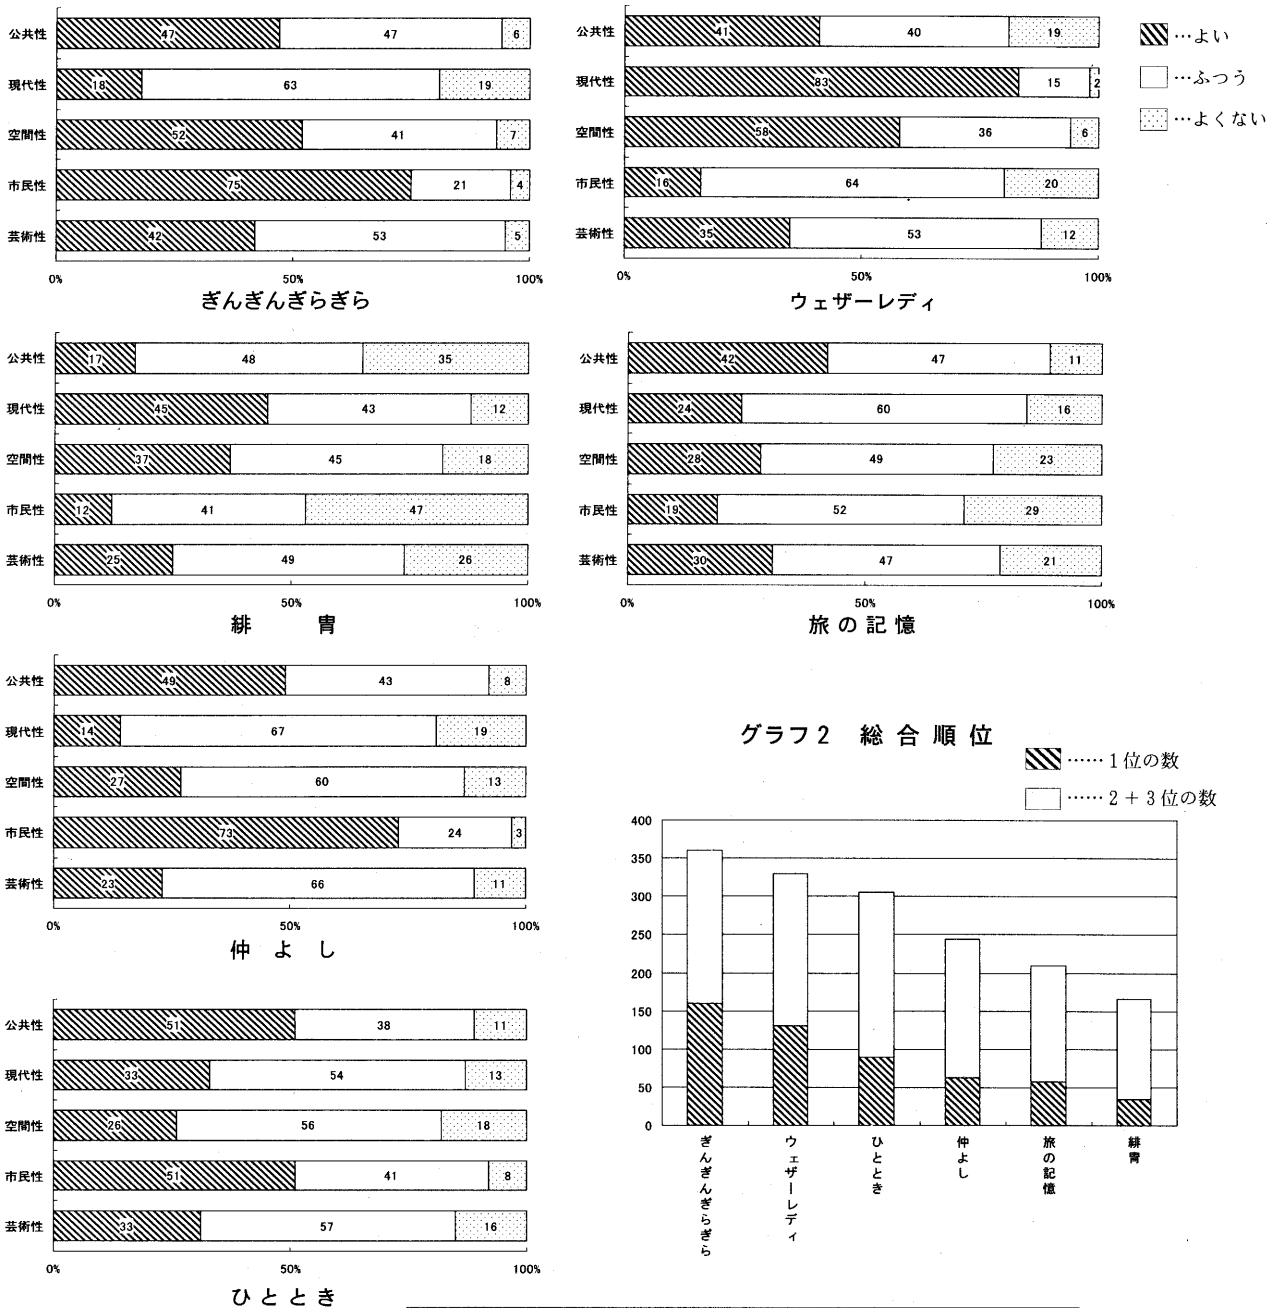 公共性 47 47 6
現代性 18 63 19
空間性 52 41 7
市民性 75 21 4
芸術性 42 53 5
0% 50% 100%
ぎんぎんぎらぎら
公共性 41 40 19
現代性 83 15 2
空間性 58 36 6
市民性 16 64 20
芸術性 35 53 12
0% 50% 100%
ウェザーレディ
…よい
…ふつう
…よくない
公共性 17 48 35
現代性 45 43 12
空間性 37 45 18
市民性 12 41 47
芸術性 25 49 26
0% 50% 100%
緋 冑
公共性 42 47 11
現代性 24 60 16
空間性 28 49 23
市民性 19 52 29
芸術性 30 47 21
0% 50% 100%
旅の記憶
公共性 49 43 8
現代性 14 67 19
空間性 27 60 13
市民性 73 24 3
芸術性 23 66 11
0% 50% 100%
仲よし
公共性 51 38 11
現代性 33 54 13
空間性 26 56 18
市民性 51 41 8
芸術性 33 57 16
0% 50% 100%
ひととき
グラフ2 総合順位
……1位の数
……2+3位の数
400
350
300
250
200
150
100
50
0
ぎんぎんぎらぎら
ウェザーレディ
ひととき
仲よし
旅の記憶
緋冑